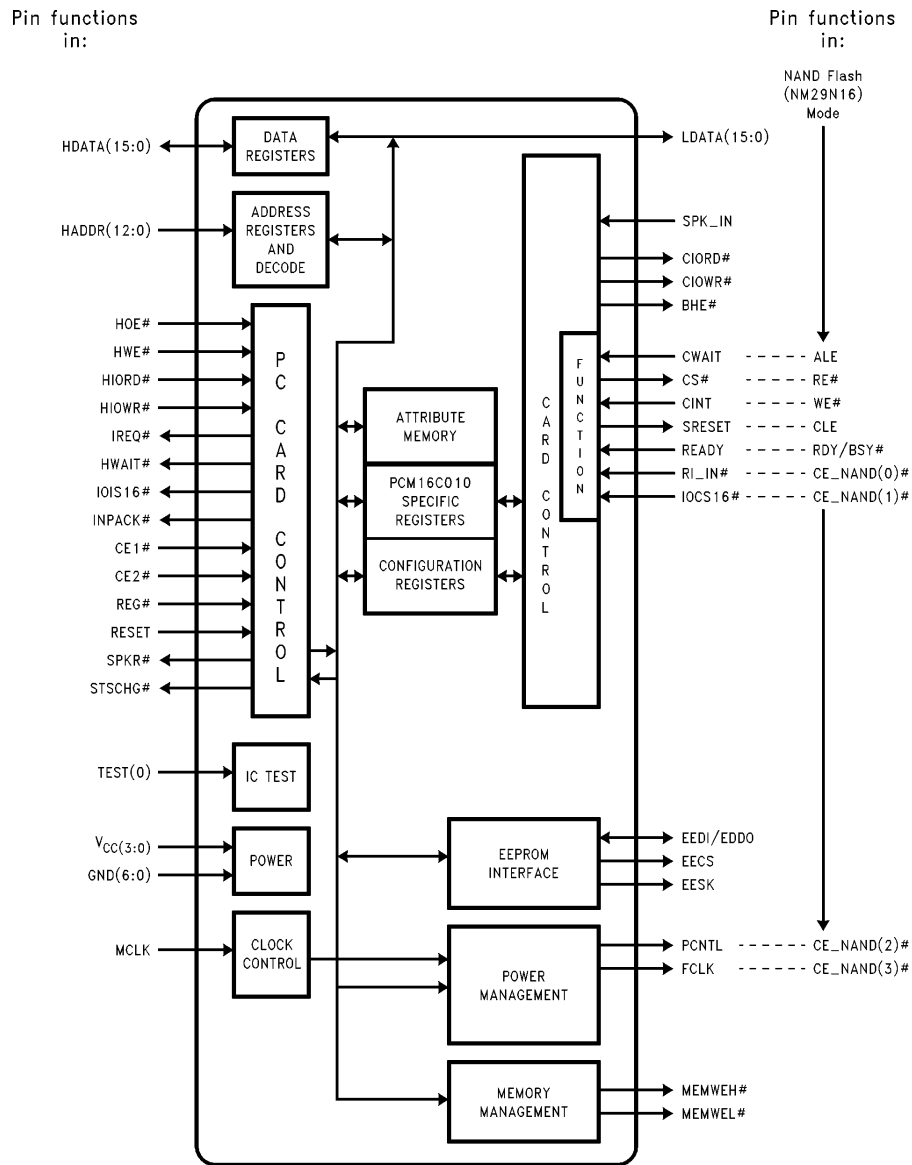 Pin functions
in:
Pin functions
in:
NAND Flash
(NM29N16)
Mode
HDATA(15:0)
DATA
REGISTERS
LDATA(15:0)
HADDR(12:0)
ADDRESS
REGISTERS
AND
DECODE
SPK_IN
CIORD#
CIOWR#
BHE#
HOE#
HWE#
HIORD#
HIOWR#
IREQ#
HWAIT#
IOIS16#
INPACK#
CE1#
CE2#
REG#
RESET
SPKR#
STSCHG#
PC CARD CONTROL
ATTRIBUTE
MEMORY
PCM16C010
SPECIFIC
REGISTERS
CONFIGURATION
REGISTERS
CARD CONTROL
FUNCTION
CWAIT ----- ALE
CS# ----- RE#
CINT ----- WE#
SRESET ----- CLE
READY ----- RDY/BSY#
RI_IN# ----- CE_NAND(0)#
IOCS16# ----- CE_NAND(1)#
TEST(0)
IC TEST
VCC(3:0)
GND(6:0)
POWER
EEPROM
INTERFACE
EEDI/EDDO
EECS
EESK
MCLK
CLOCK
CONTROL
POWER
MANAGEMENT
PCNTL ----- CE_NAND(2)#
FCLK ----- CE_NAND(3)#
MEMORY
MANAGEMENT
MEMWEH#
MEMWEL#